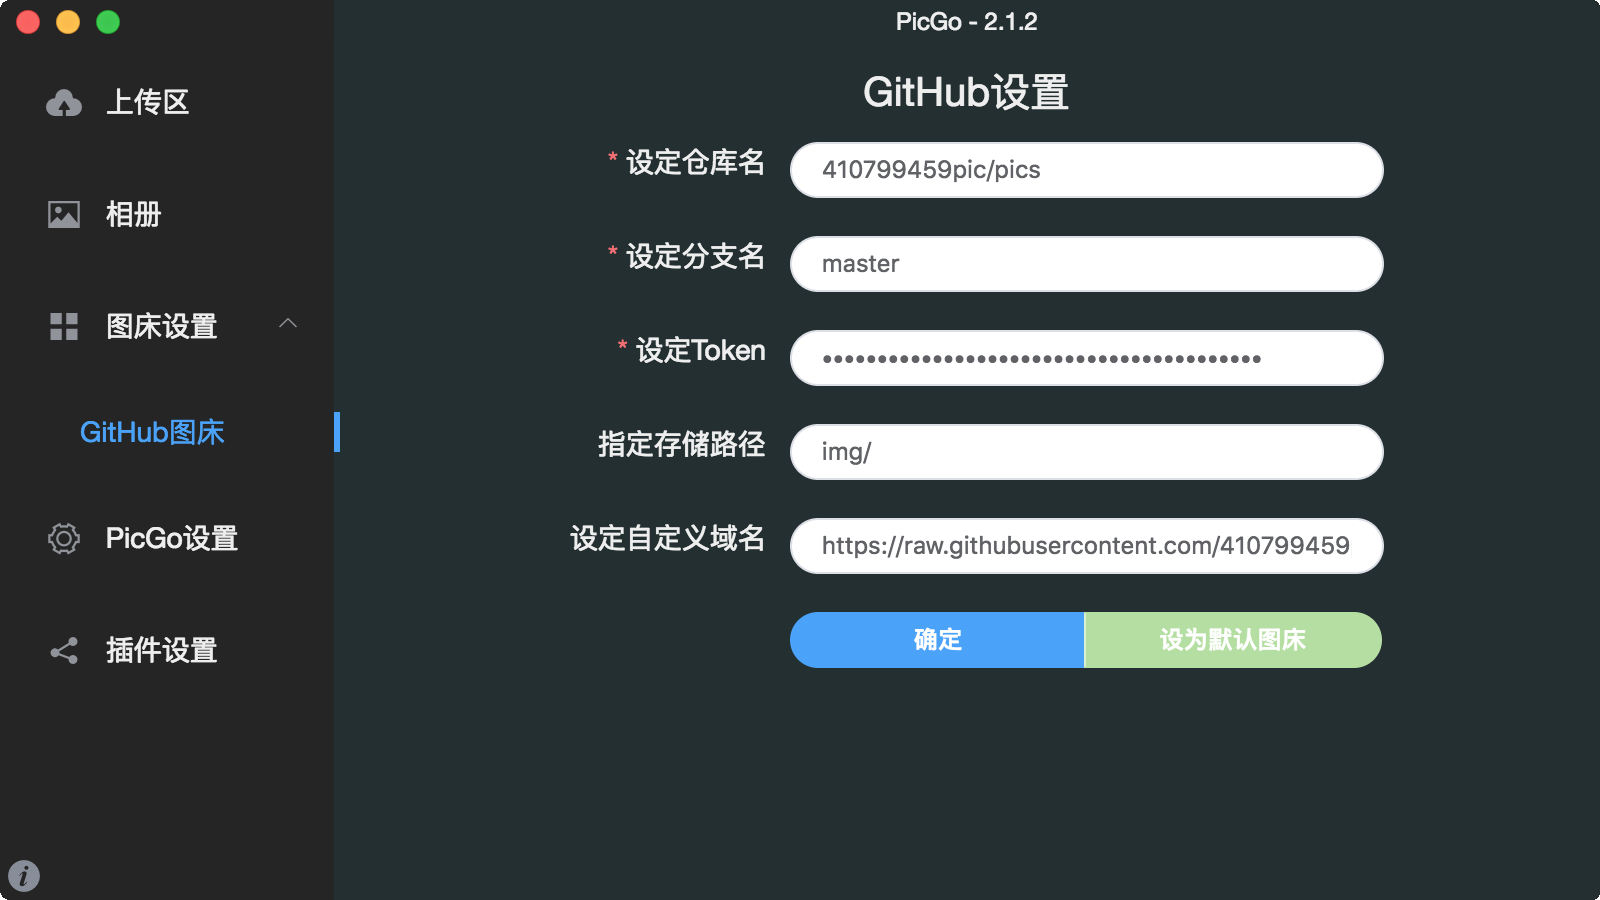 PicGo - 2.1.2
上传区
相册
图床设置
GitHub图床
PicGo设置
插件设置
GitHub设置
* 设定仓库名
410799459pic/pics
* 设定分支名
master
* 设定Token
••••••••••••••••••••••••••••••••••••••••
指定存储路径
img/
设定自定义域名
https://raw.githubusercontent.com/410799459
确定
设为默认图床